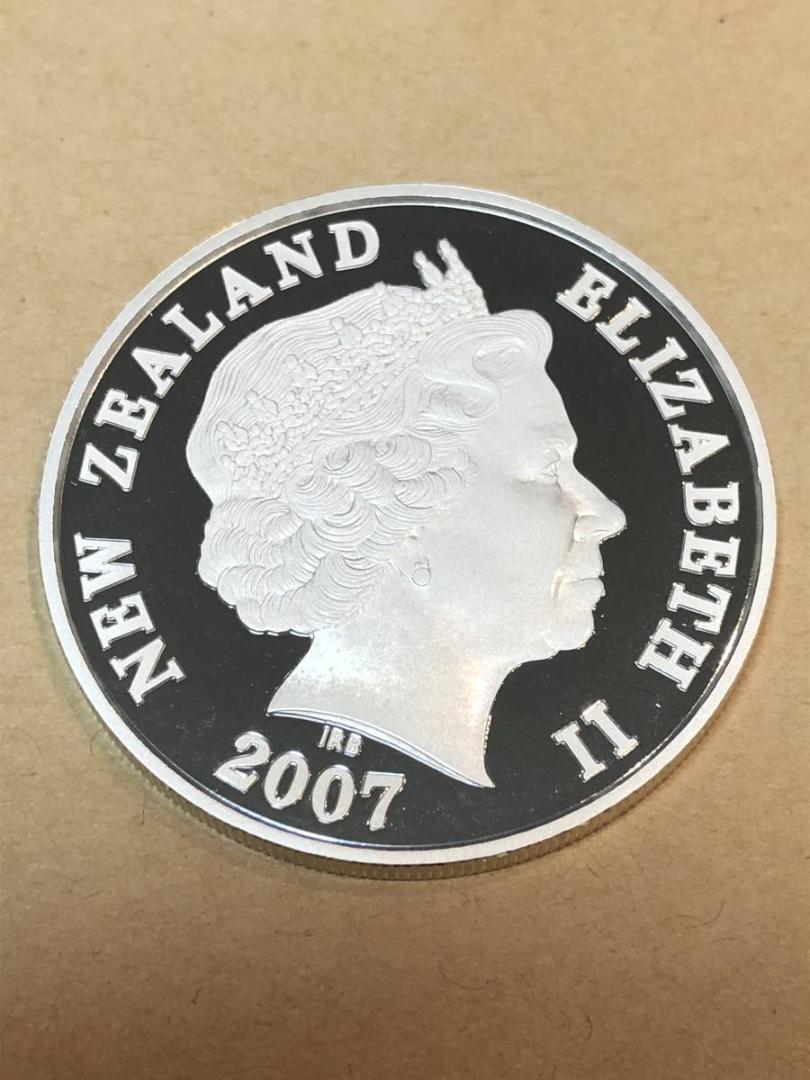 NEW ZEALAND
ELIZABETH II
IRB
2007